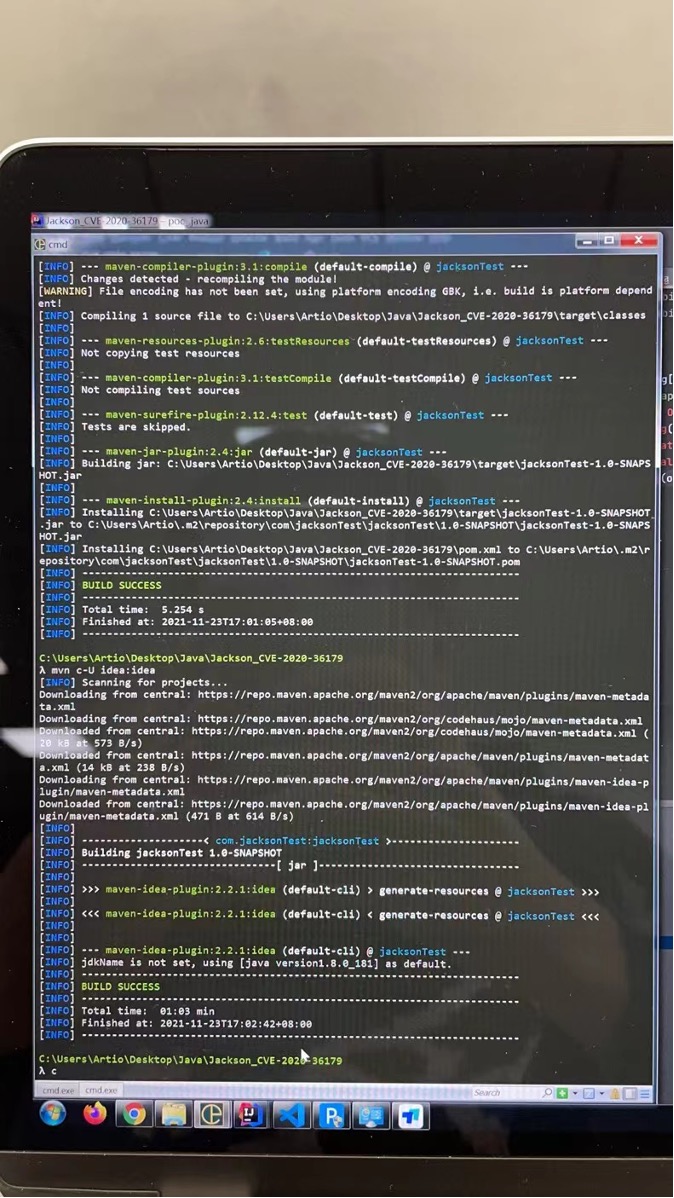 Jackson_CVE-2020-36179 – poc.java
cmd
[INFO] --- maven-compiler-plugin:3.1:compile (default-compile) @ jacksonTest ---
[INFO] Changes detected - recompiling the module!
[WARNING] File encoding has not been set, using platform encoding GBK, i.e. build is platform depend
ent!
[INFO] Compiling 1 source file to C:\Users\Artio\Desktop\Java\Jackson_CVE-2020-36179\target\classes
[INFO]
[INFO] --- maven-resources-plugin:2.6:testResources (default-testResources) @ jacksonTest ---
[INFO] Not copying test resources
[INFO]
[INFO] --- maven-compiler-plugin:3.1:testCompile (default-testCompile) @ jacksonTest ---
[INFO] Not compiling test sources
[INFO]
[INFO] --- maven-surefire-plugin:2.12.4:test (default-test) @ jacksonTest ---
[INFO] Tests are skipped.
[INFO]
[INFO] --- maven-jar-plugin:2.4:jar (default-jar) @ jacksonTest ---
[INFO] Building jar: C:\Users\Artio\Desktop\Java\Jackson_CVE-2020-36179\target\jacksonTest-1.0-SNAPS
HOT.jar
[INFO]
[INFO] --- maven-install-plugin:2.4:install (default-install) @ jacksonTest ---
[INFO] Installing C:\Users\Artio\Desktop\Java\Jackson_CVE-2020-36179\target\jacksonTest-1.0-SNAPSHOT
.jar to C:\Users\Artio\.m2\repository\com\jacksonTest\jacksonTest\1.0-SNAPSHOT\jacksonTest-1.0-SNAPS
HOT.jar
[INFO] Installing C:\Users\Artio\Desktop\Java\Jackson_CVE-2020-36179\pom.xml to C:\Users\Artio\.m2\r
epository\com\jacksonTest\jacksonTest\1.0-SNAPSHOT\jacksonTest-1.0-SNAPSHOT.pom
[INFO] ------------------------------------------------------------------------
[INFO] BUILD SUCCESS
[INFO] ------------------------------------------------------------------------
[INFO] Total time:  5.254 s
[INFO] Finished at: 2021-11-23T17:01:05+08:00
[INFO] ------------------------------------------------------------------------
C:\Users\Artio\Desktop\Java\Jackson_CVE-2020-36179
λ mvn c-U idea:idea
[INFO] Scanning for projects...
Downloading from central: https://repo.maven.apache.org/maven2/org/apache/maven/plugins/maven-metada
ta.xml
Downloading from central: https://repo.maven.apache.org/maven2/org/codehaus/mojo/maven-metadata.xml
Downloaded from central: https://repo.maven.apache.org/maven2/org/codehaus/mojo/maven-metadata.xml (
20 kB at 573 B/s)
Downloaded from central: https://repo.maven.apache.org/maven2/org/apache/maven/plugins/maven-metadat
a.xml (14 kB at 238 B/s)
Downloading from central: https://repo.maven.apache.org/maven2/org/apache/maven/plugins/maven-idea-p
lugin/maven-metadata.xml
Downloaded from central: https://repo.maven.apache.org/maven2/org/apache/maven/plugins/maven-idea-pl
ugin/maven-metadata.xml (471 B at 614 B/s)
[INFO]
[INFO] --------------------< com.jacksonTest:jacksonTest >---------------------
[INFO] Building jacksonTest 1.0-SNAPSHOT
[INFO] --------------------------------[ jar ]---------------------------------
[INFO]
[INFO] >>> maven-idea-plugin:2.2.1:idea (default-cli) > generate-resources @ jacksonTest >>>
[INFO]
[INFO] <<< maven-idea-plugin:2.2.1:idea (default-cli) < generate-resources @ jacksonTest <<<
[INFO]
[INFO]
[INFO] --- maven-idea-plugin:2.2.1:idea (default-cli) @ jacksonTest ---
[INFO] jdkName is not set, using [java version1.8.0_181] as default.
[INFO] ------------------------------------------------------------------------
[INFO] BUILD SUCCESS
[INFO] ------------------------------------------------------------------------
[INFO] Total time:  01:03 min
[INFO] Finished at: 2021-11-23T17:02:42+08:00
[INFO] ------------------------------------------------------------------------
C:\Users\Artio\Desktop\Java\Jackson_CVE-2020-36179
λ c
cmd.exe cmd.exe Search